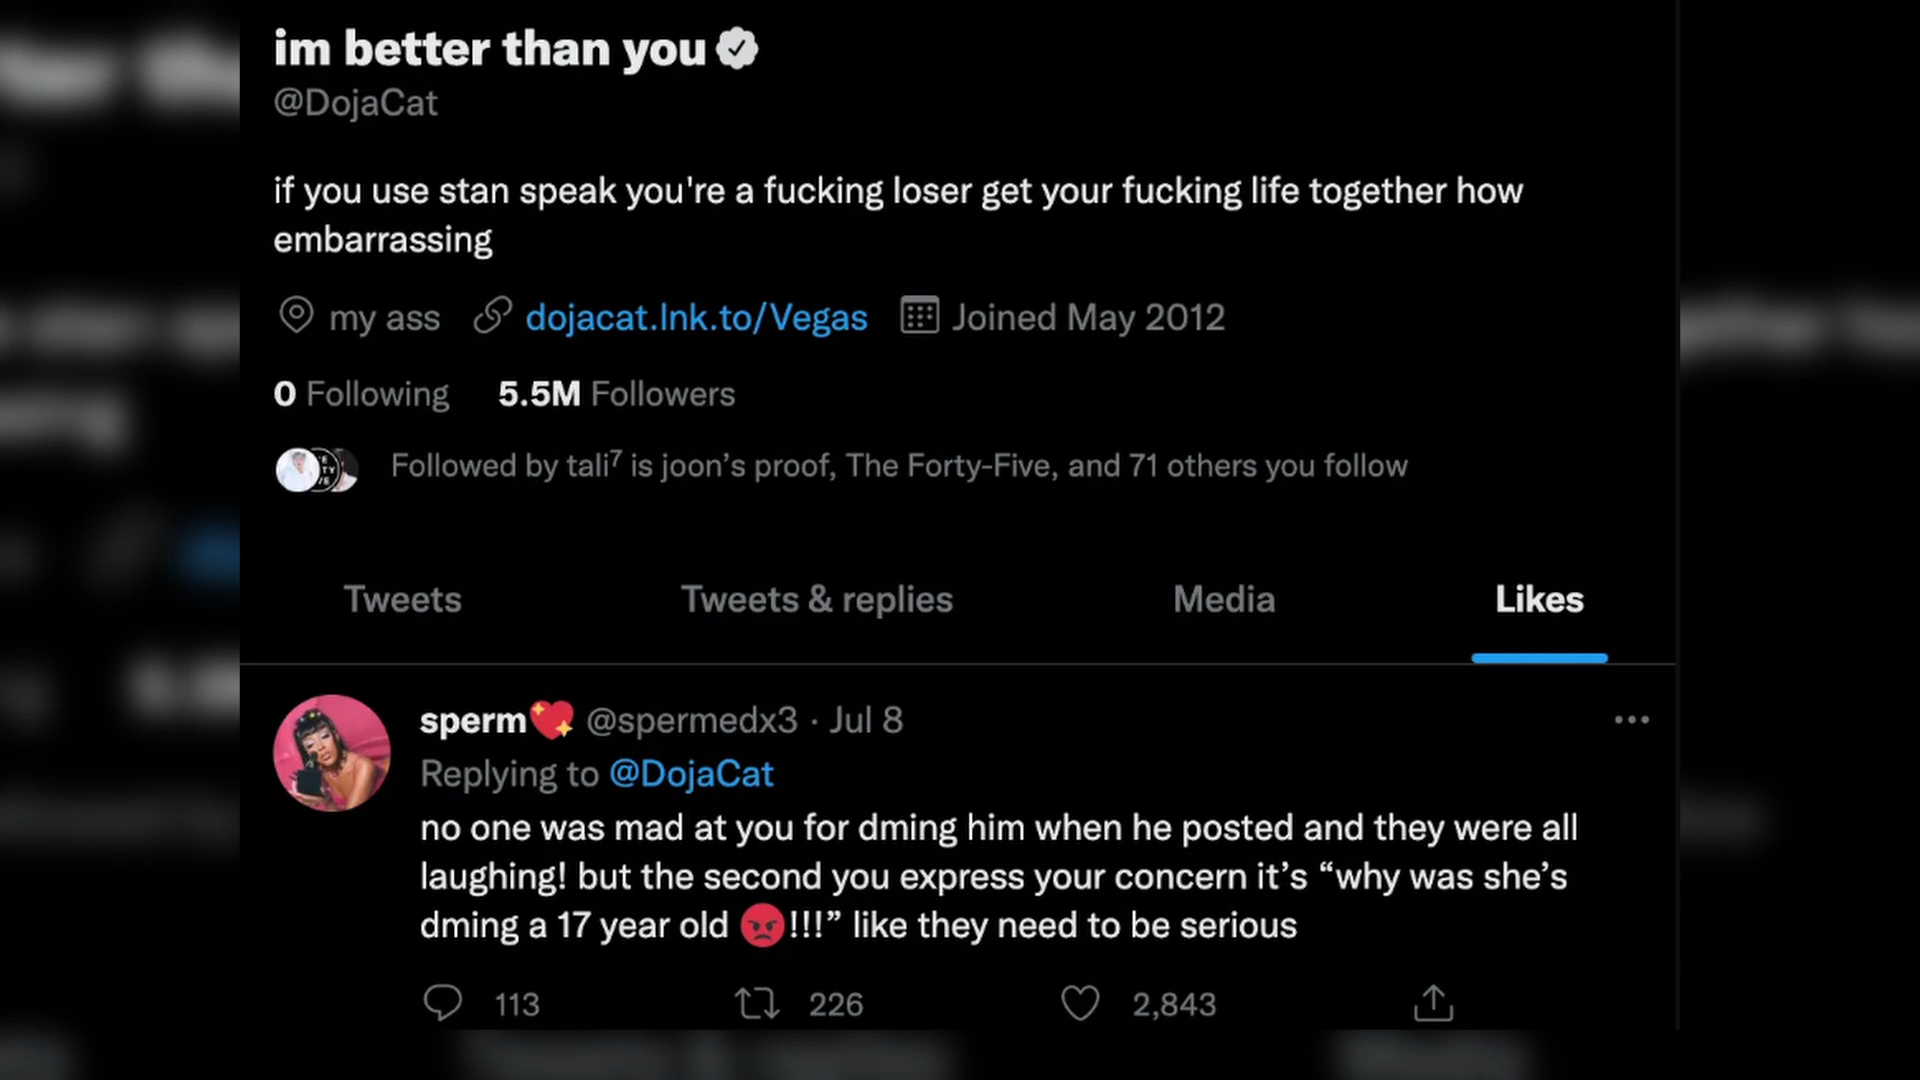 im better than you
@DojaCat
if you use stan speak you're a fucking loser get your fucking life together how
embarrassing
my ass dojacat.lnk.to/Vegas Joined May 2012
0 Following 5.5M Followers
Followed by tali⁷ is joon’s proof, The Forty-Five, and 71 others you follow
Tweets Tweets & replies Media Likes
sperm💖 @spermedx3 · Jul 8
Replying to @DojaCat
no one was mad at you for dming him when he posted and they were all
laughing! but the second you express your concern it’s “why was she’s
dming a 17 year old 😡!!!” like they need to be serious
113 226 2,843